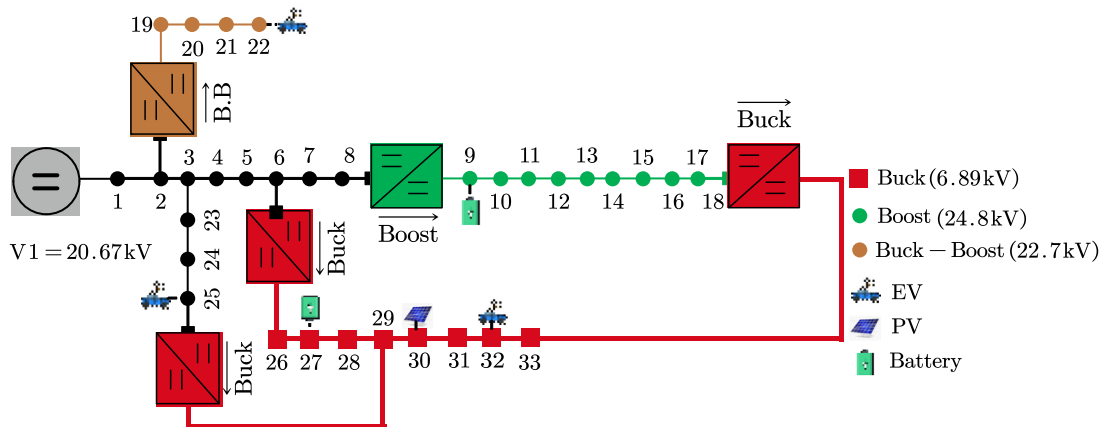 19
20
21
22
B.B
Buck
3
4
5
6
7
8
9
11
13
15
17
1
2
10
12
14
16
18
Boost
23
24
25
Buck
V1 = 20.67kV
29
26
27
28
30
31
32
33
Buck
Buck(6.89kV)
Boost (24.8kV)
Buck − Boost(22.7kV)
EV
PV
Battery